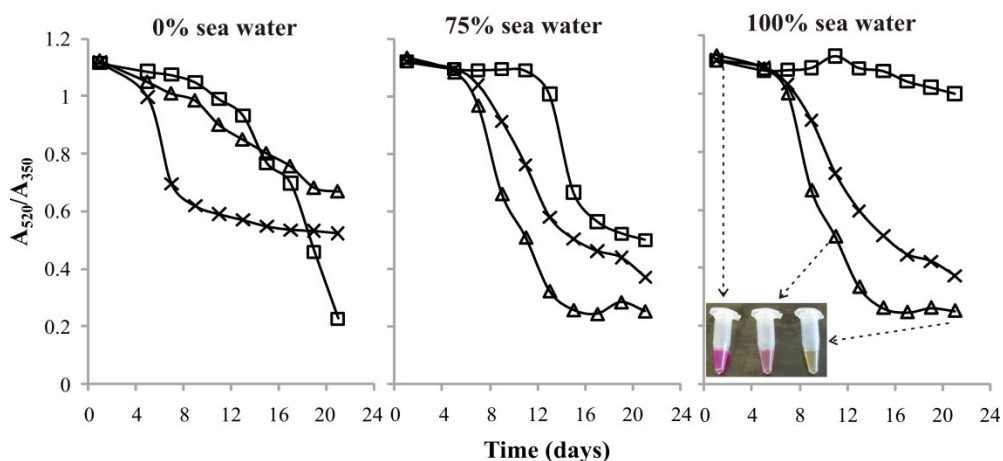 0% sea water
75% sea water
100% sea water
A520/A350
1.2
1
0.8
0.6
0.4
0.2
0
0 4 8 12 16 20 24
0 4 8 12 16 20 24
0 4 8 12 16 20 24
Time (days)